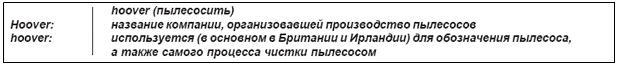 hoover (пылесосить)
Hoover: название компании, организовавшей производство пылесосов
hoover: используется (в основном в Британии и Ирландии) для обозначения пылесоса,
а также самого процесса чистки пылесосом